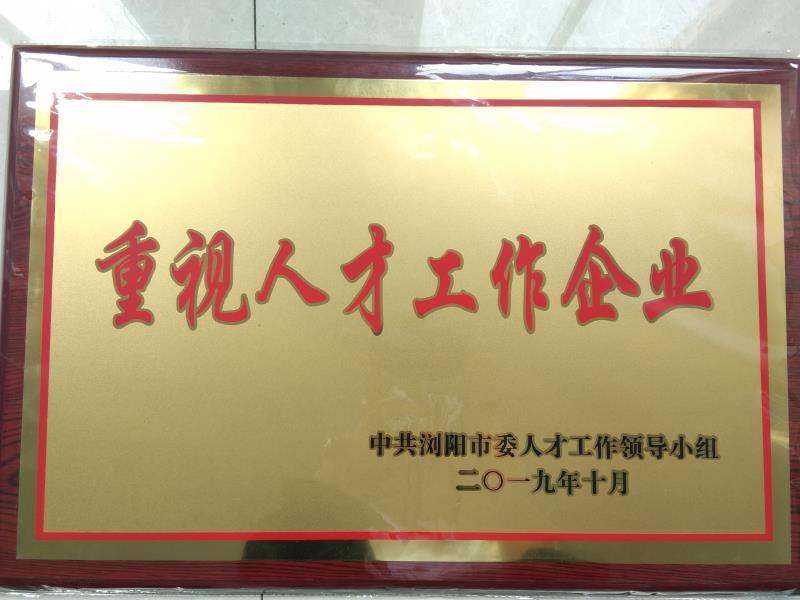 重视人才工作企业
中共浏阳市委人才工作领导小组
二〇一九年十月